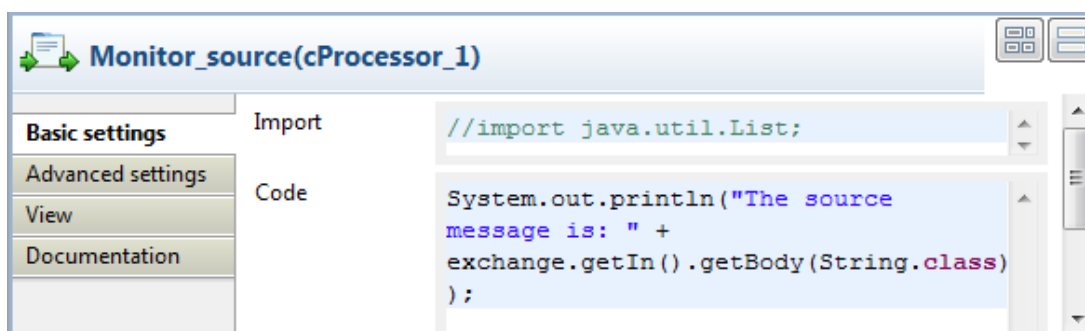 Monitor_source(cProcessor_1)
Basic settings
Advanced settings
View
Documentation
Import
//import java.util.List;
Code
System.out.println("The source
message is: " +
exchange.getIn().getBody(String.class)
);